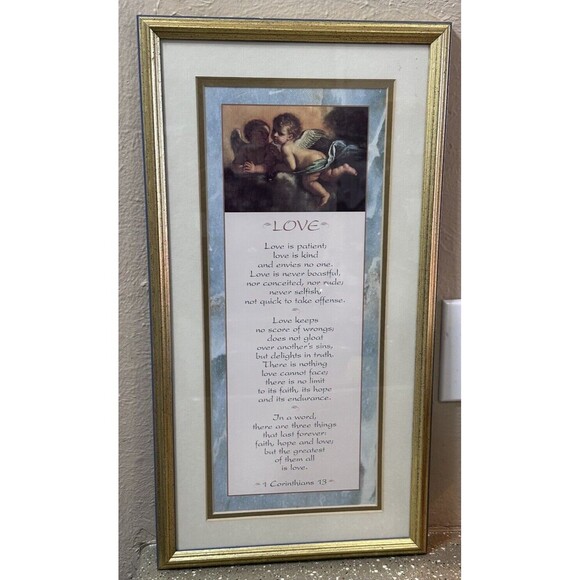 LOVE
Love is patient;
love is kind
and envies no one.
Love is never boastful,
nor conceited, nor rude;
never selfish,
not quick to take offense.
Love keeps
no score of wrongs;
does not gloat
over another's sins,
but delights in truth.
There is nothing
love cannot face;
there is no limit
to its faith, its hope
and its endurance.
In a word,
there are three things
that last forever:
faith, hope and love;
but the greatest
of them all
is love.
1 Corinthians 13